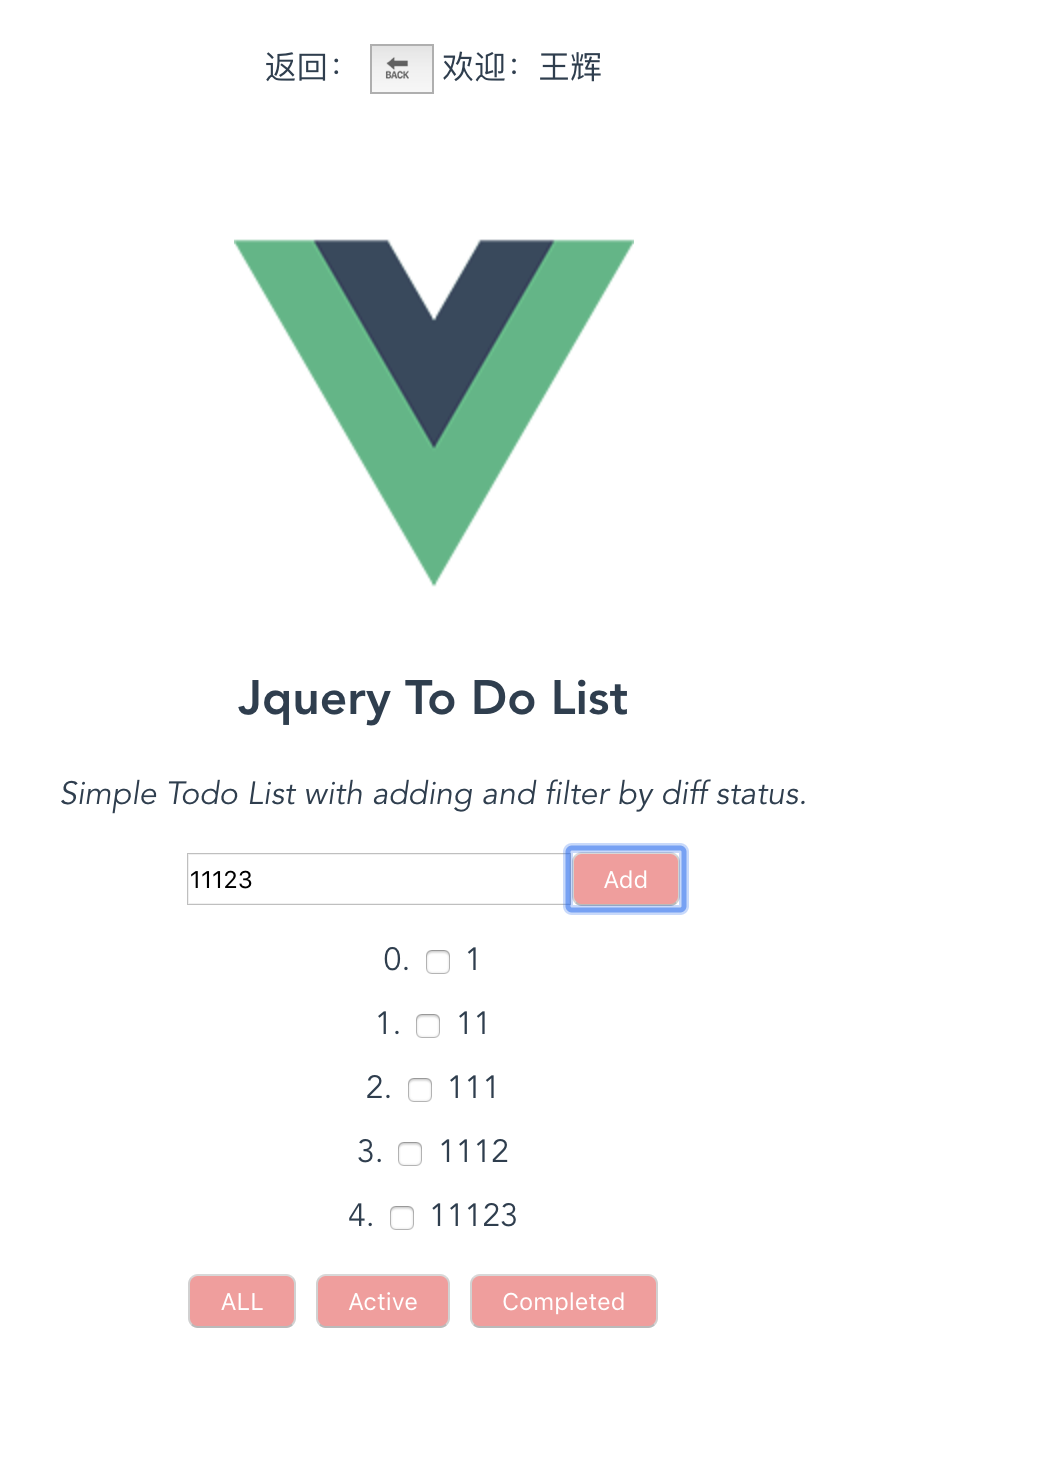 返回： BACK 欢迎：王辉
Jquery To Do List
Simple Todo List with adding and filter by diff status.
11123 Add
0. 1
1. 11
2. 111
3. 1112
4. 11123
ALL Active Completed